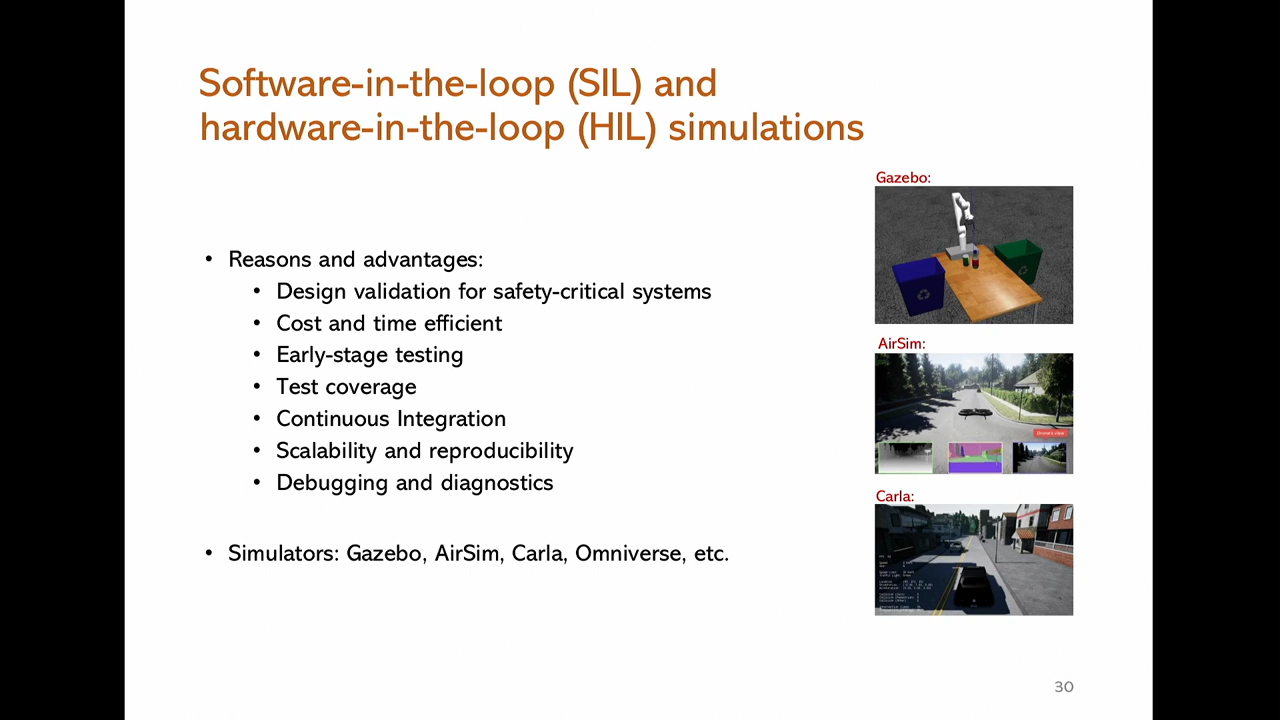 Software-in-the-loop (SIL) and
hardware-in-the-loop (HIL) simulations
• Reasons and advantages:
• Design validation for safety-critical systems
• Cost and time efficient
• Early-stage testing
• Test coverage
• Continuous Integration
• Scalability and reproducibility
• Debugging and diagnostics
• Simulators: Gazebo, AirSim, Carla, Omniverse, etc.
Gazebo:
AirSim:
Carla:
30